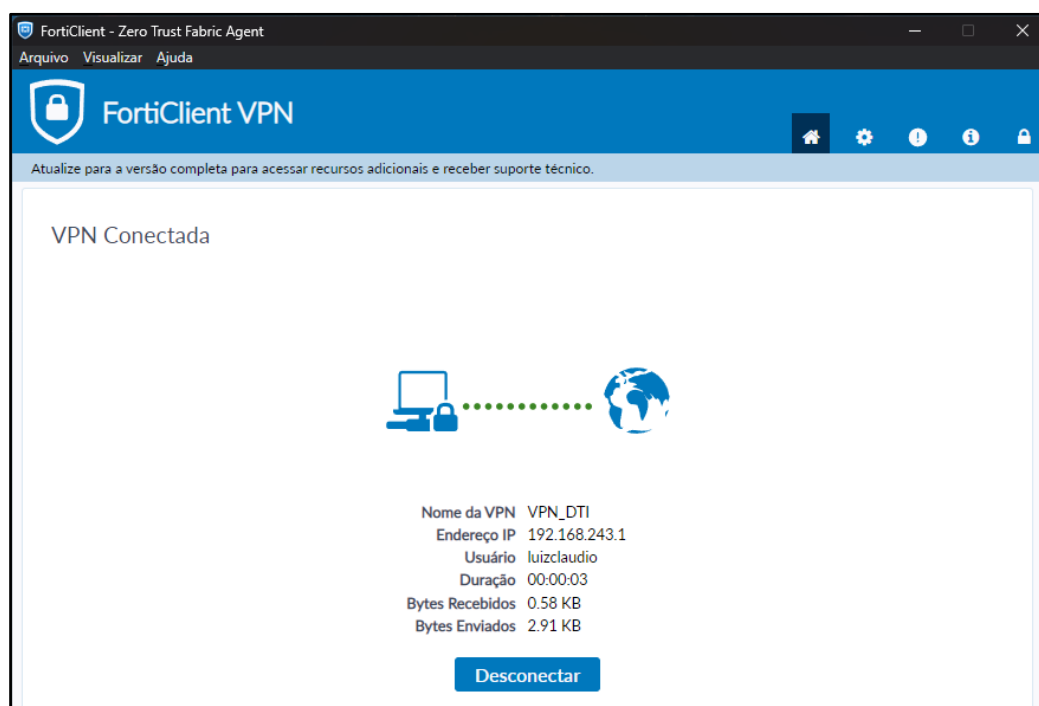 FortiClient - Zero Trust Fabric Agent
Arquivo Visualizar Ajuda
FortiClient VPN
Atualize para a versão completa para acessar recursos adicionais e receber suporte técnico.
VPN Conectada
Nome da VPN VPN_DTI
Endereço IP 192.168.243.1
Usuário luizclaudio
Duração 00:00:03
Bytes Recebidos 0.58 KB
Bytes Enviados 2.91 KB
Desconectar